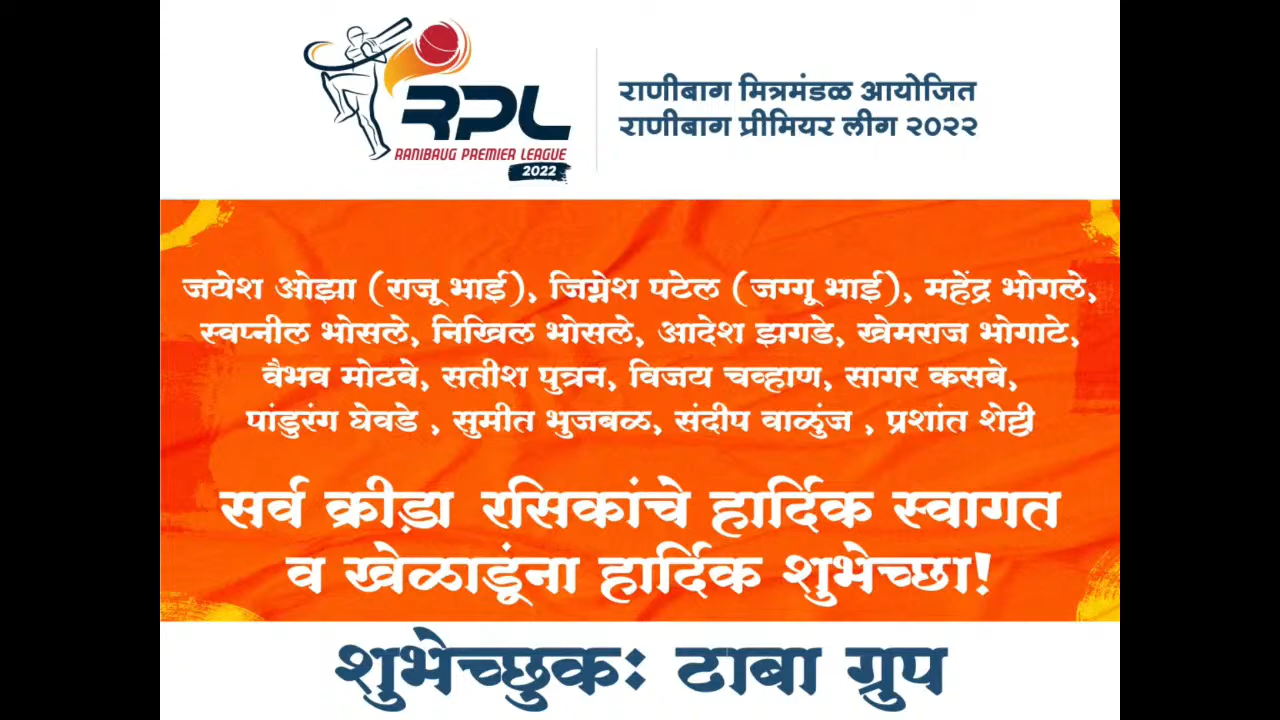 RPL
RANIBAUG PREMIER LEAGUE
2022
राणीबाग मित्रमंडळ आयोजित
राणीबाग प्रीमियर लीग २०२२
जयेश ओझा (राजू भाई), जिग्नेश पटेल (जग्गू भाई), महेंद्र भोगले,
स्वप्नील भोसले, निखिल भोसले, आदेश झगडे, खेमराज भोगाटे,
वैभव मोटवे, सतीश पुत्रन, विजय चव्हाण, सागर कसबे,
पांडुरंग घेवडे , सुमीत भुजबळ, संदीप वाळुंज , प्रशांत शेट्टी
सर्व क्रीड़ा रसिकांचे हार्दिक स्वागत
व खेळाडूंना हार्दिक शुभेच्छा!
शुभेच्छुकः ढाबा ग्रुप